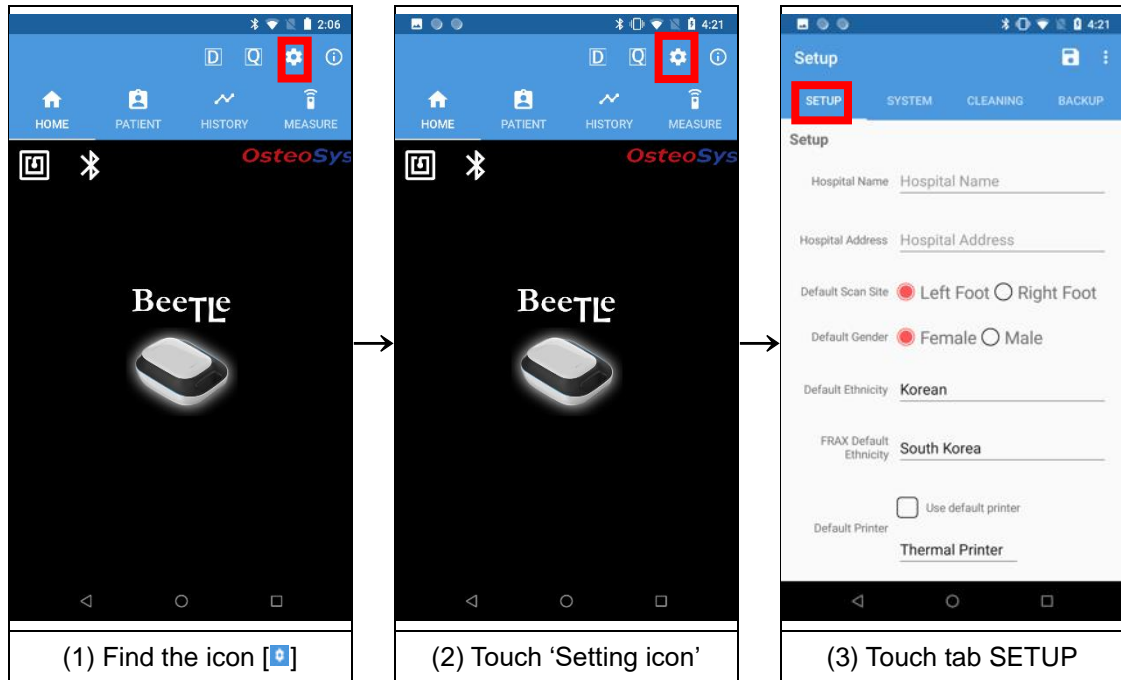 2:06
D Q
HOME PATIENT HISTORY MEASURE
OsteoSys
BeeTLe
(1) Find the icon [ ]
→
4:21
D Q
HOME PATIENT HISTORY MEASURE
OsteoSys
BeeTLe
(2) Touch ‘Setting icon’
→
4:21
Setup
SETUP SYSTEM CLEANING BACKUP
Setup
Hospital Name Hospital Name
Hospital Address Hospital Address
Default Scan Site Left Foot Right Foot
Default Gender Female Male
Default Ethnicity Korean
FRAX Default
Ethnicity South Korea
Use default printer
Default Printer
Thermal Printer
(3) Touch tab SETUP